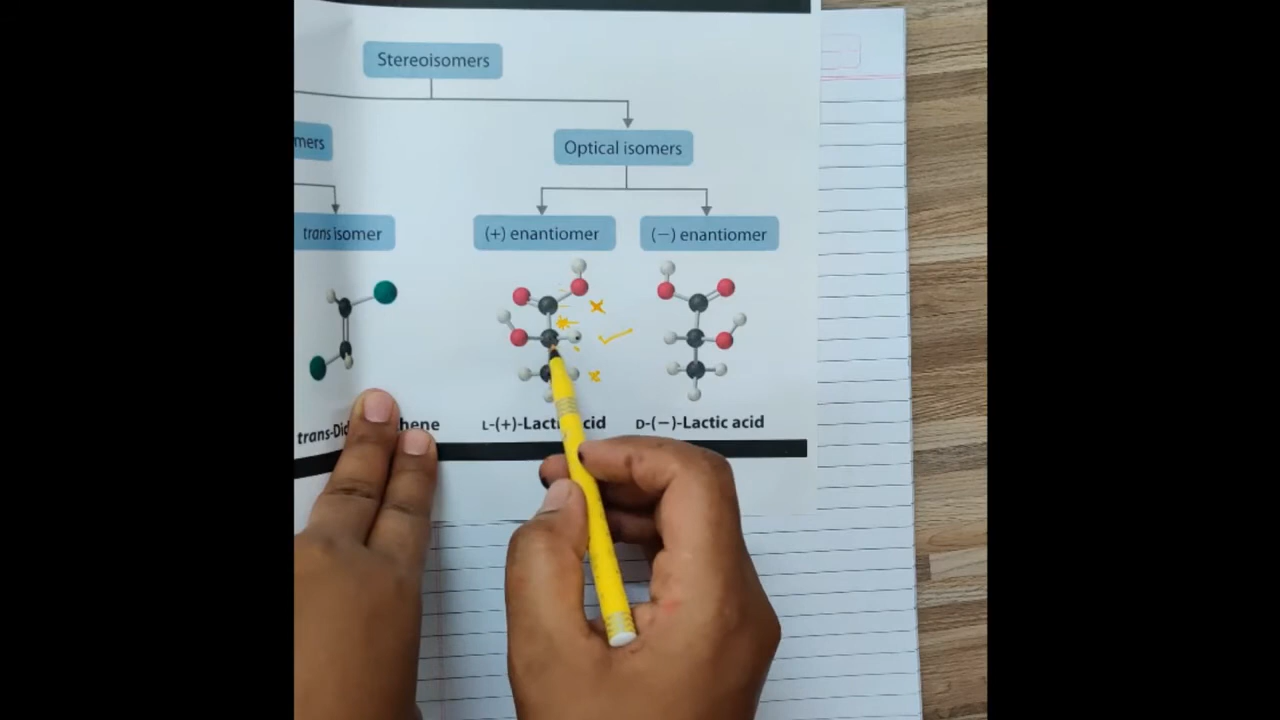 Stereoisomers
mers
Optical isomers
trans isomer
(+) enantiomer
(−) enantiomer
hene
L-(+)-Lact cid
D-(−)-Lactic acid